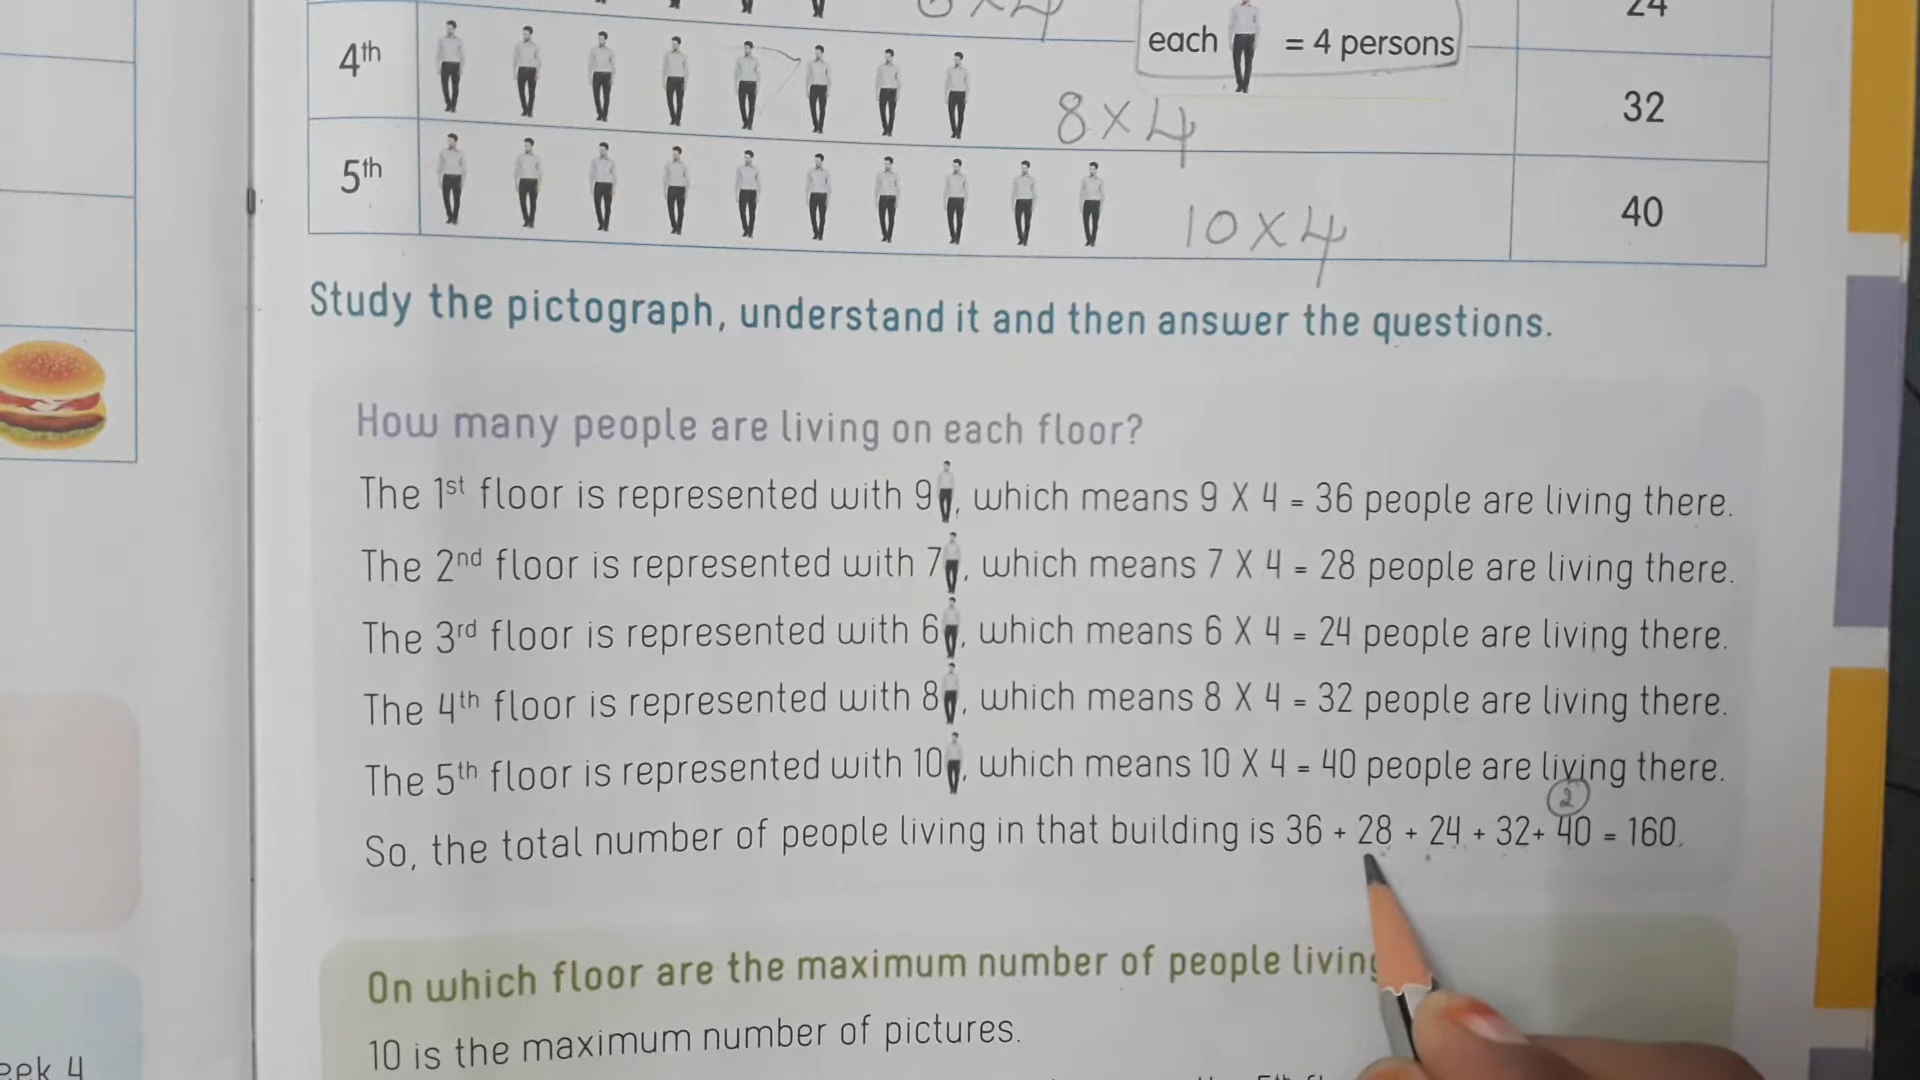 24
each = 4 persons
4th
8 × 4
32
5th
10 × 4
40
Study the pictograph, understand it and then answer the questions.
How many people are living on each floor?
The 1st floor is represented with 9, which means 9 X 4 = 36 people are living there.
The 2nd floor is represented with 7, which means 7 X 4 = 28 people are living there.
The 3rd floor is represented with 6, which means 6 X 4 = 24 people are living there.
The 4th floor is represented with 8, which means 8 X 4 = 32 people are living there.
The 5th floor is represented with 10, which means 10 X 4 = 40 people are living there.
2
So, the total number of people living in that building is 36 + 28 + 24 + 32+ 40 = 160.
On which floor are the maximum number of people living
10 is the maximum number of pictures.
4